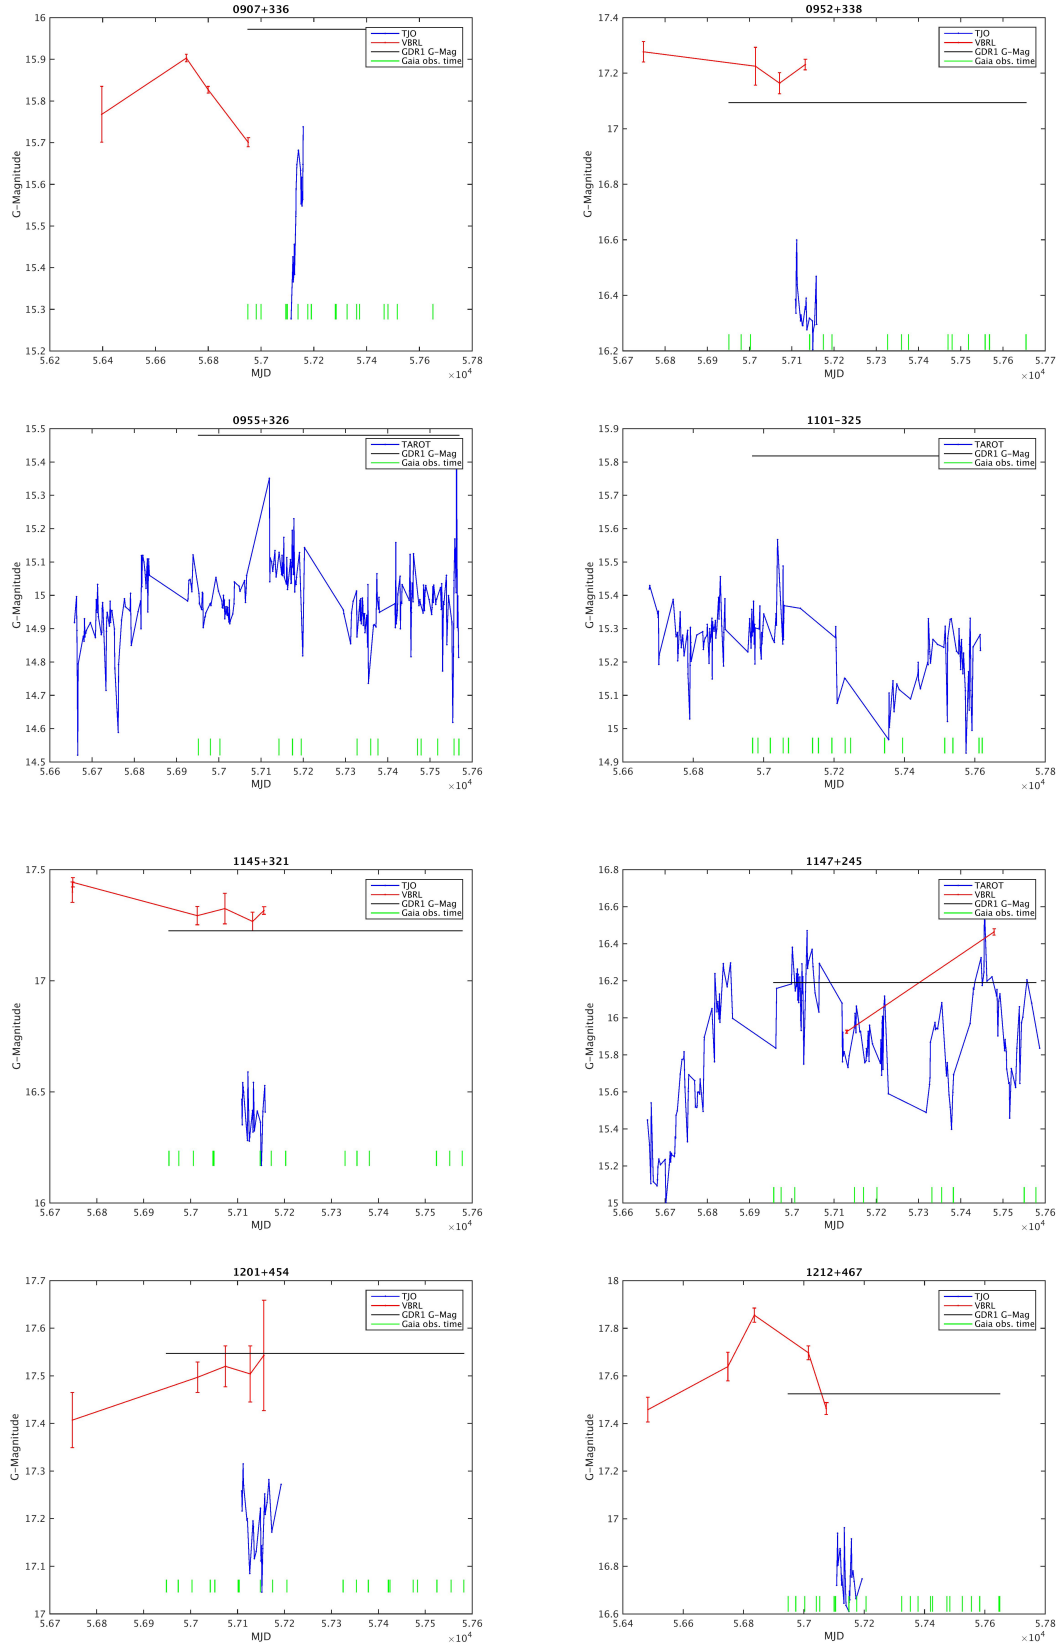 0907+336
16
15.9
15.8
15.7
15.6
15.5
15.4
15.3
15.2
G-Magnitude
5.62 5.64 5.66 5.68 5.7 5.72 5.74 5.76 5.78
MJD
×10⁴
TJO
VBRL
GDR1 G-Mag
Gaia obs. time
0952+338
17.4
17.2
17
16.8
16.6
16.4
16.2
G-Magnitude
5.67 5.68 5.69 5.7 5.71 5.72 5.73 5.74 5.75 5.76 5.77
MJD
×10⁴
TJO
VBRL
GDR1 G-Mag
Gaia obs. time
0955+326
15.5
15.4
15.3
15.2
15.1
15
14.9
14.8
14.7
14.6
14.5
G-Magnitude
5.66 5.67 5.68 5.69 5.7 5.71 5.72 5.73 5.74 5.75 5.76
MJD
×10⁴
TAROT
GDR1 G-Mag
Gaia obs. time
1101-325
15.9
15.8
15.7
15.6
15.5
15.4
15.3
15.2
15.1
15
14.9
G-Magnitude
5.66 5.68 5.7 5.72 5.74 5.76 5.78
MJD
×10⁴
TAROT
GDR1 G-Mag
Gaia obs. time
1145+321
17.5
17
16.5
16
G-Magnitude
5.67 5.68 5.69 5.7 5.71 5.72 5.73 5.74 5.75 5.76
MJD
×10⁴
TJO
VBRL
GDR1 G-Mag
Gaia obs. time
1147+245
16.8
16.6
16.4
16.2
16
15.8
15.6
15.4
15.2
15
G-Magnitude
5.66 5.67 5.68 5.69 5.7 5.71 5.72 5.73 5.74 5.75 5.76
MJD
×10⁴
TAROT
VBRL
GDR1 G-Mag
Gaia obs. time
1201+454
17.7
17.6
17.5
17.4
17.3
17.2
17.1
17
G-Magnitude
5.67 5.68 5.69 5.7 5.71 5.72 5.73 5.74 5.75 5.76
MJD
×10⁴
TJO
VBRL
GDR1 G-Mag
Gaia obs. time
1212+467
18
17.8
17.6
17.4
17.2
17
16.8
16.6
G-Magnitude
5.64 5.66 5.68 5.7 5.72 5.74 5.76 5.78
MJD
×10⁴
TJO
VBRL
GDR1 G-Mag
Gaia obs. time